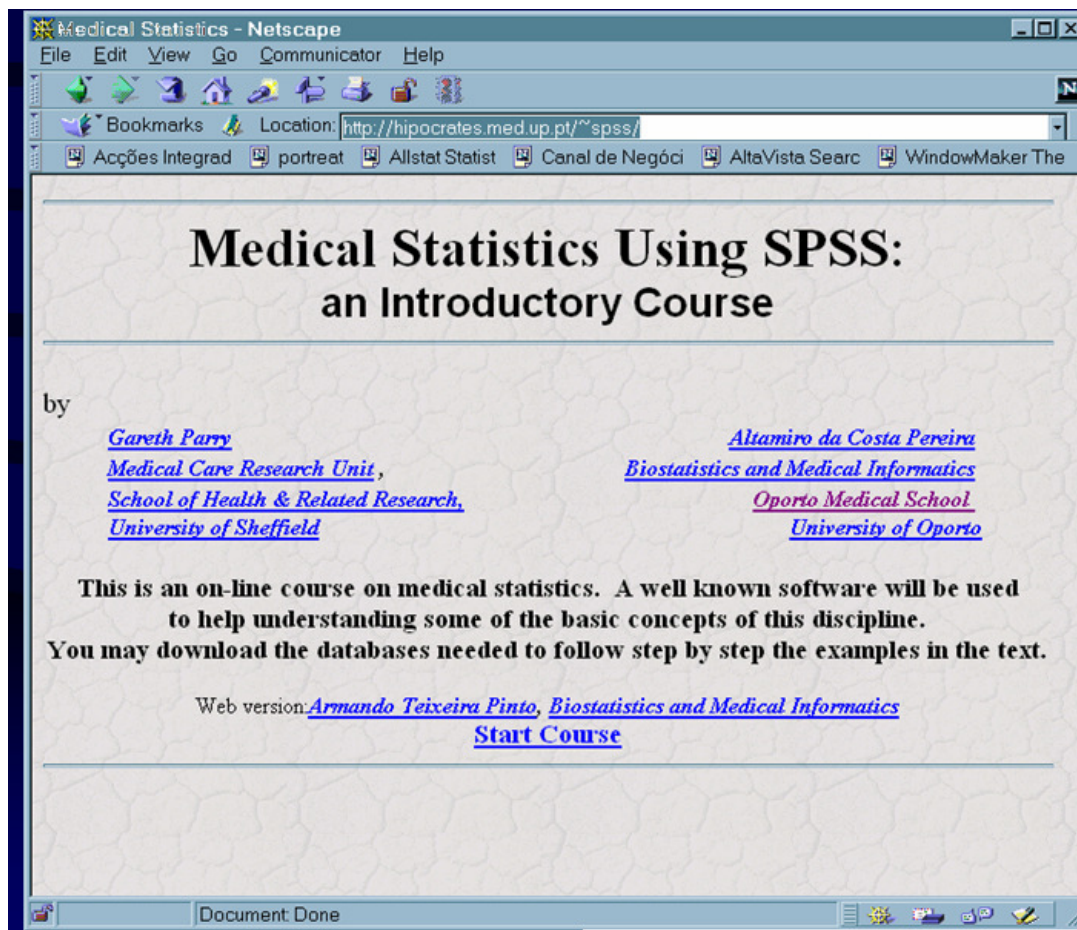 Medical Statistics - Netscape
File Edit View Go Communicator Help
N
Bookmarks Location: http://hipocrates.med.up.pt/~spss/
Acções Integrad portreat Allstat Statist Canal de Negóci AltaVista Searc WindowMaker The
Medical Statistics Using SPSS:
an Introductory Course
by
Gareth Parry
Medical Care Research Unit ,
School of Health & Related Research,
University of Sheffield
Altamiro da Costa Pereira
Biostatistics and Medical Informatics
Oporto Medical School
University of Oporto
This is an on-line course on medical statistics. A well known software will be used
to help understanding some of the basic concepts of this discipline.
You may download the databases needed to follow step by step the examples in the text.
Web version:Armando Teixeira Pinto, Biostatistics and Medical Informatics
Start Course
Document: Done